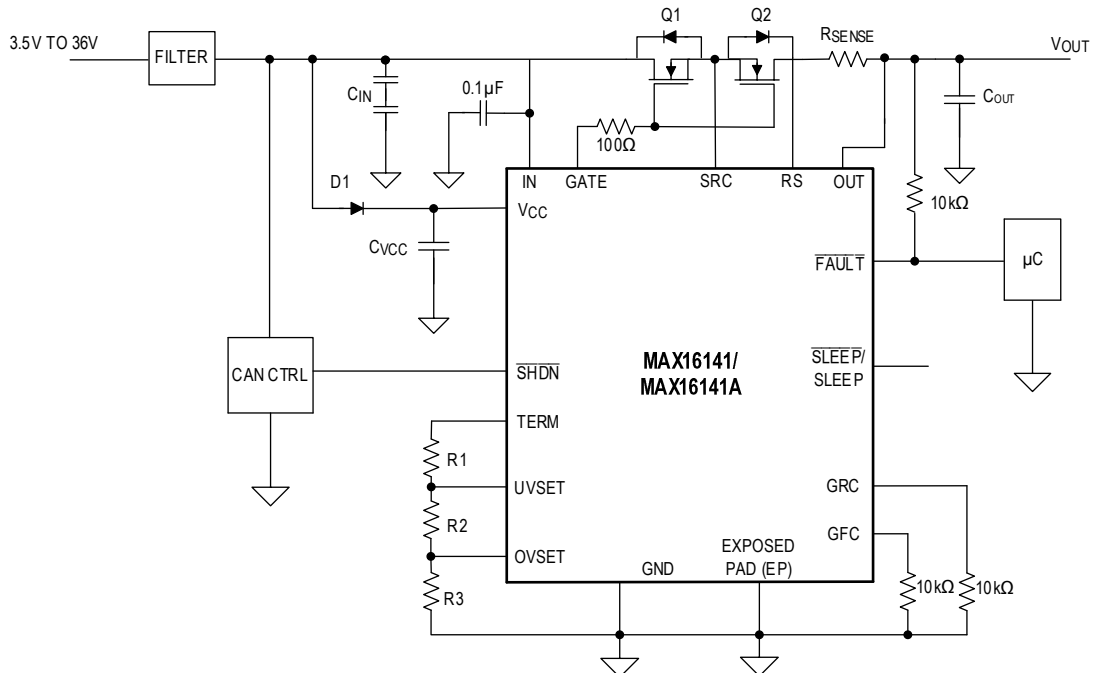 3.5V TO 36V
FILTER
Q1
Q2
RSENSE
VOUT
CIN
0.1µF
COUT
100Ω
10kΩ
D1
IN
GATE
SRC
RS
OUT
VCC
CVCC
FAULT
µC
MAX16141/
MAX16141A
SLEEP/
SLEEP
CAN CTRL
SHDN
TERM
R1
UVSET
GRC
R2
GFC
OVSET
EXPOSED
PAD (EP)
GND
R3
10kΩ
10kΩ